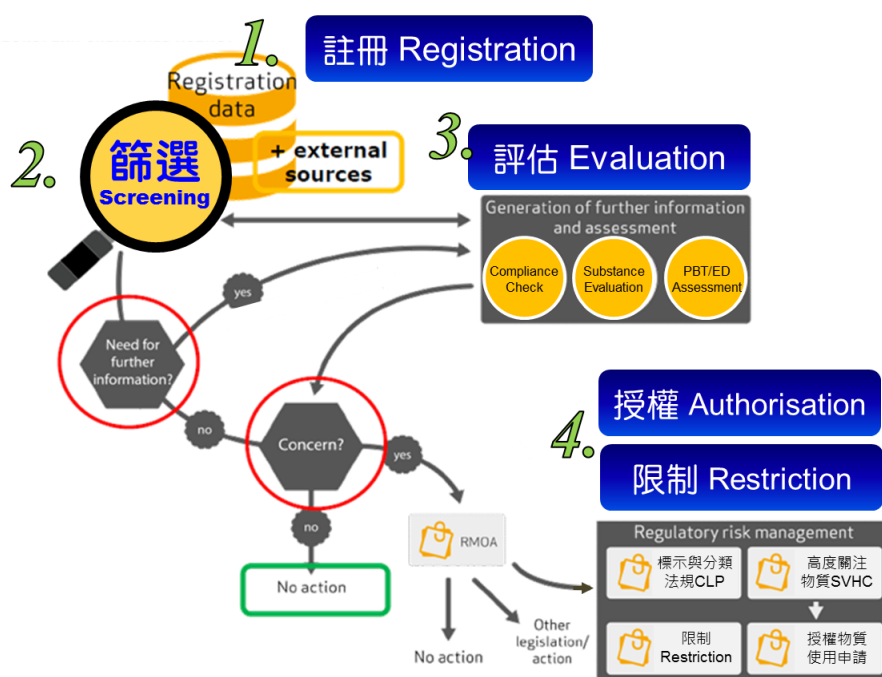 1.
註冊 Registration
Registration
data
+ external
sources
2.
篩選
Screening
3.
評估 Evaluation
Generation of further information
and assessment
Compliance
Check
Substance
Evaluation
PBT/ED
Assessment
yes
Need for
further
information?
no
Concern?
yes
no
No action
RMOA
No action
Other
legislation/
action
4.
授權 Authorisation
限制 Restriction
Regulatory risk management
標示與分類
法規CLP
高度關注
物質SVHC
限制
Restriction
授權物質
使用申請